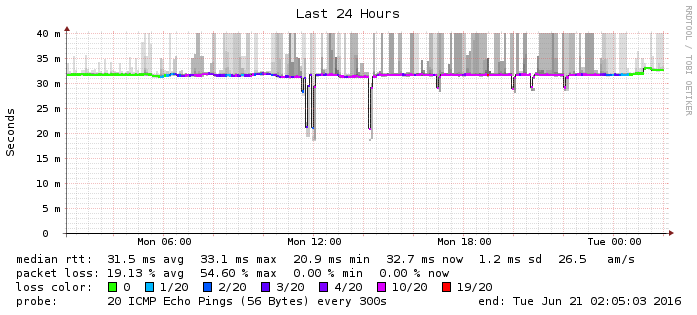 Last 24 Hours
RRDTOOL / TOBI OETIKER
Seconds
40 m
35 m
30 m
25 m
20 m
15 m
10 m
5 m
0
Mon 06:00 Mon 12:00 Mon 18:00 Tue 00:00
median rtt: 31.5 ms avg 33.1 ms max 20.9 ms min 32.7 ms now 1.2 ms sd 26.5 am/s
packet loss: 19.13 % avg 54.60 % max 0.00 % min 0.00 % now
loss color: 0 1/20 2/20 3/20 4/20 10/20 19/20
probe: 20 ICMP Echo Pings (56 Bytes) every 300s end: Tue Jun 21 02:05:03 2016